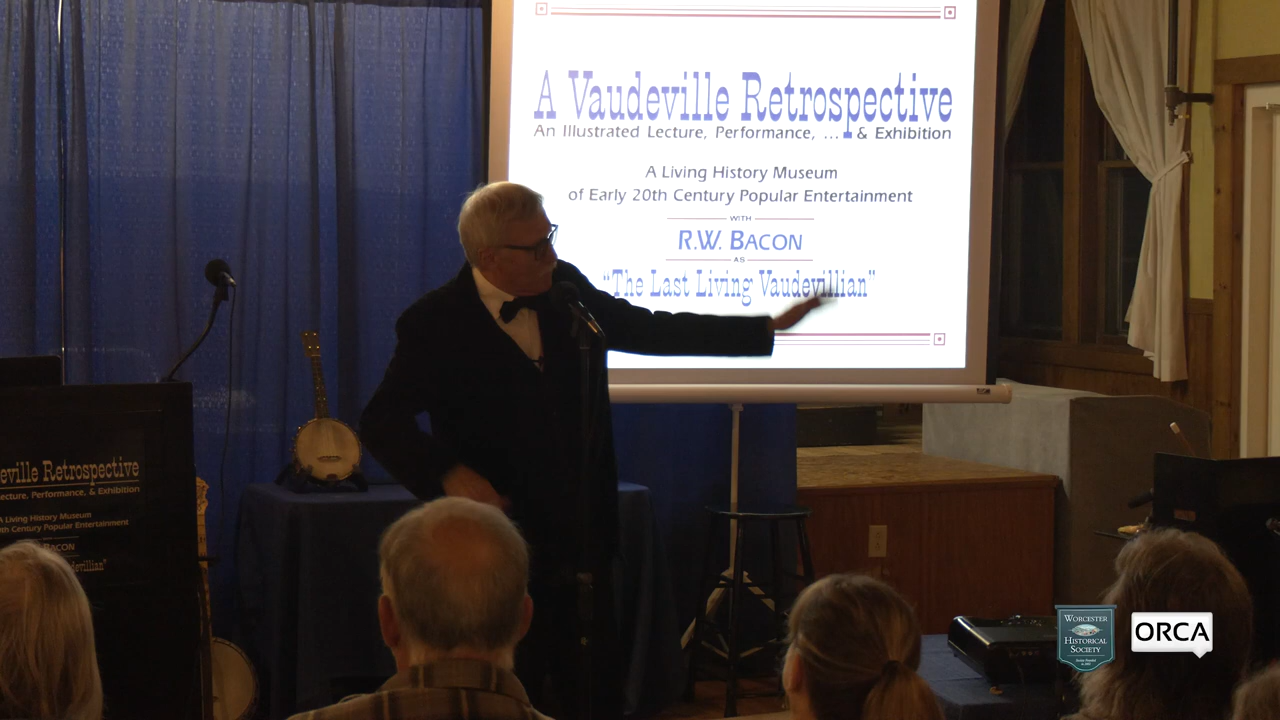 A Vaudeville Retrospective
An Illustrated Lecture, Performance, ... & Exhibition
A Living History Museum
of Early 20th Century Popular Entertainment
WITH
R.W. BACON
AS
"The Last Living Vaudevillian"
eville Retrospective
ecture, Performance, & Exhibition
A Living History Museum
0th Century Popular Entertainment
BACON
WORCESTER
HISTORICAL
SOCIETY
ORCA